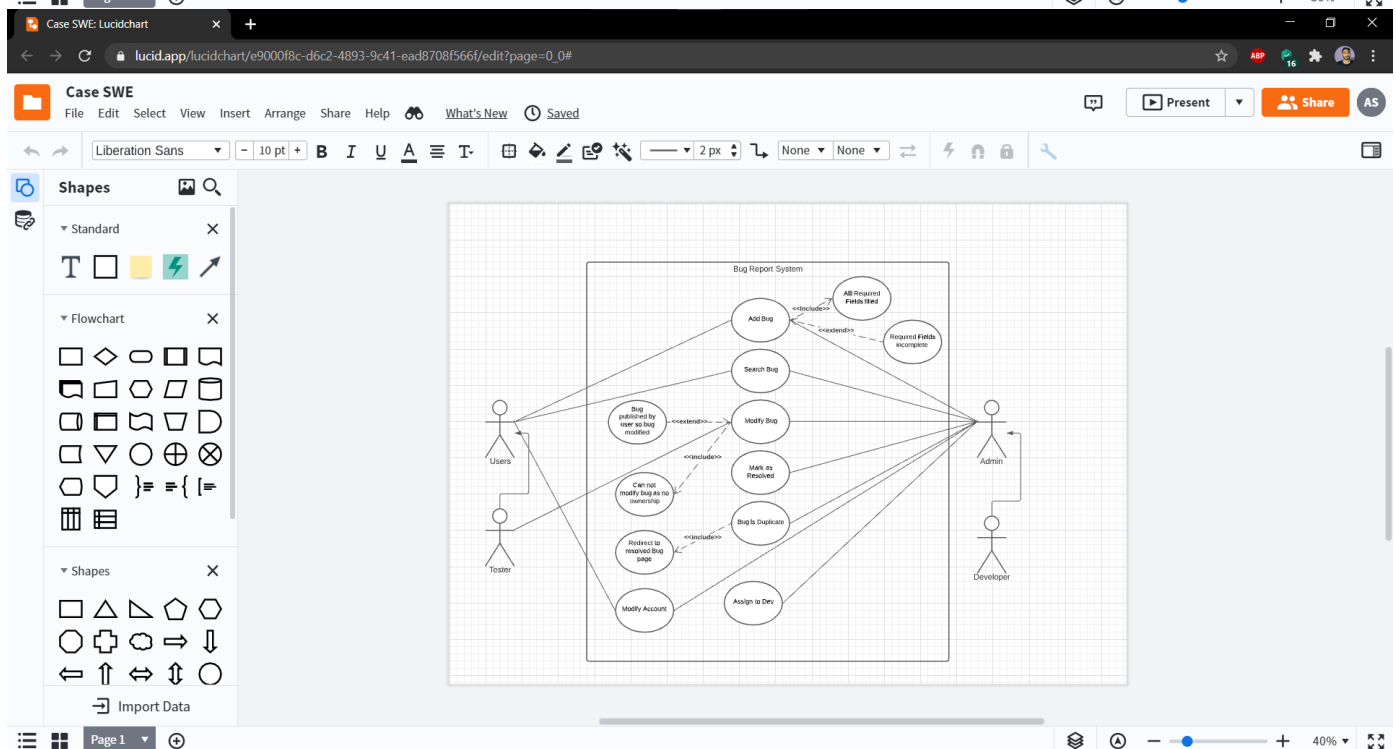 Case SWE: Lucidchart
lucid.app/lucidchart/e9000f8c-d6c2-4893-9c41-ead8708f566f/edit?page=0_0#
ABP
16
Case SWE
File Edit Select View Insert Arrange Share Help What's New Saved
Present
Share
AS
Liberation Sans
- 10 pt +
B I U A T
2 px
None
None
Shapes
Standard
T
Flowchart
Shapes
Import Data
Page 1
40%
Bug Report System
All Required
Fields filled
<<include>>
Add Bug
<<extend>>
Required Fields
incomplete
Search Bug
Bug
published by
user so bug
modified
<<extend>>
Modify Bug
<<include>>
Users
Admin
Mark as
Resolved
Can not
modify bug as no
ownership
Bug Is Duplicate
<<include>>
Redirect to
resolved Bug
page
Tester
Developer
Modify Account
Assign to Dev